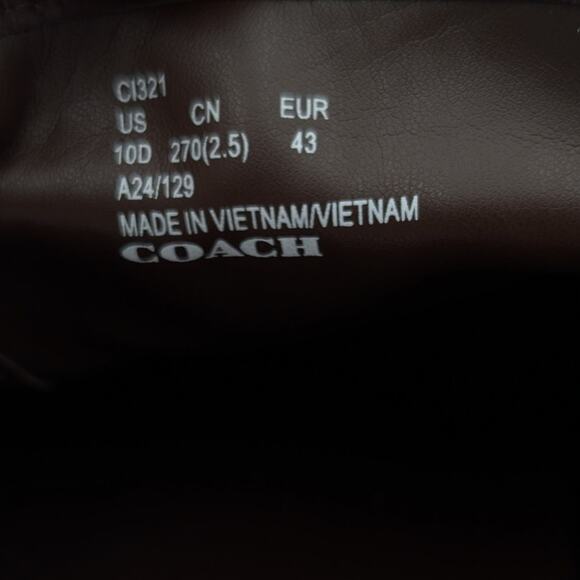 CI321
US CN EUR
10D 270(2.5) 43
A24/129
MADE IN VIETNAM/VIETNAM
COACH